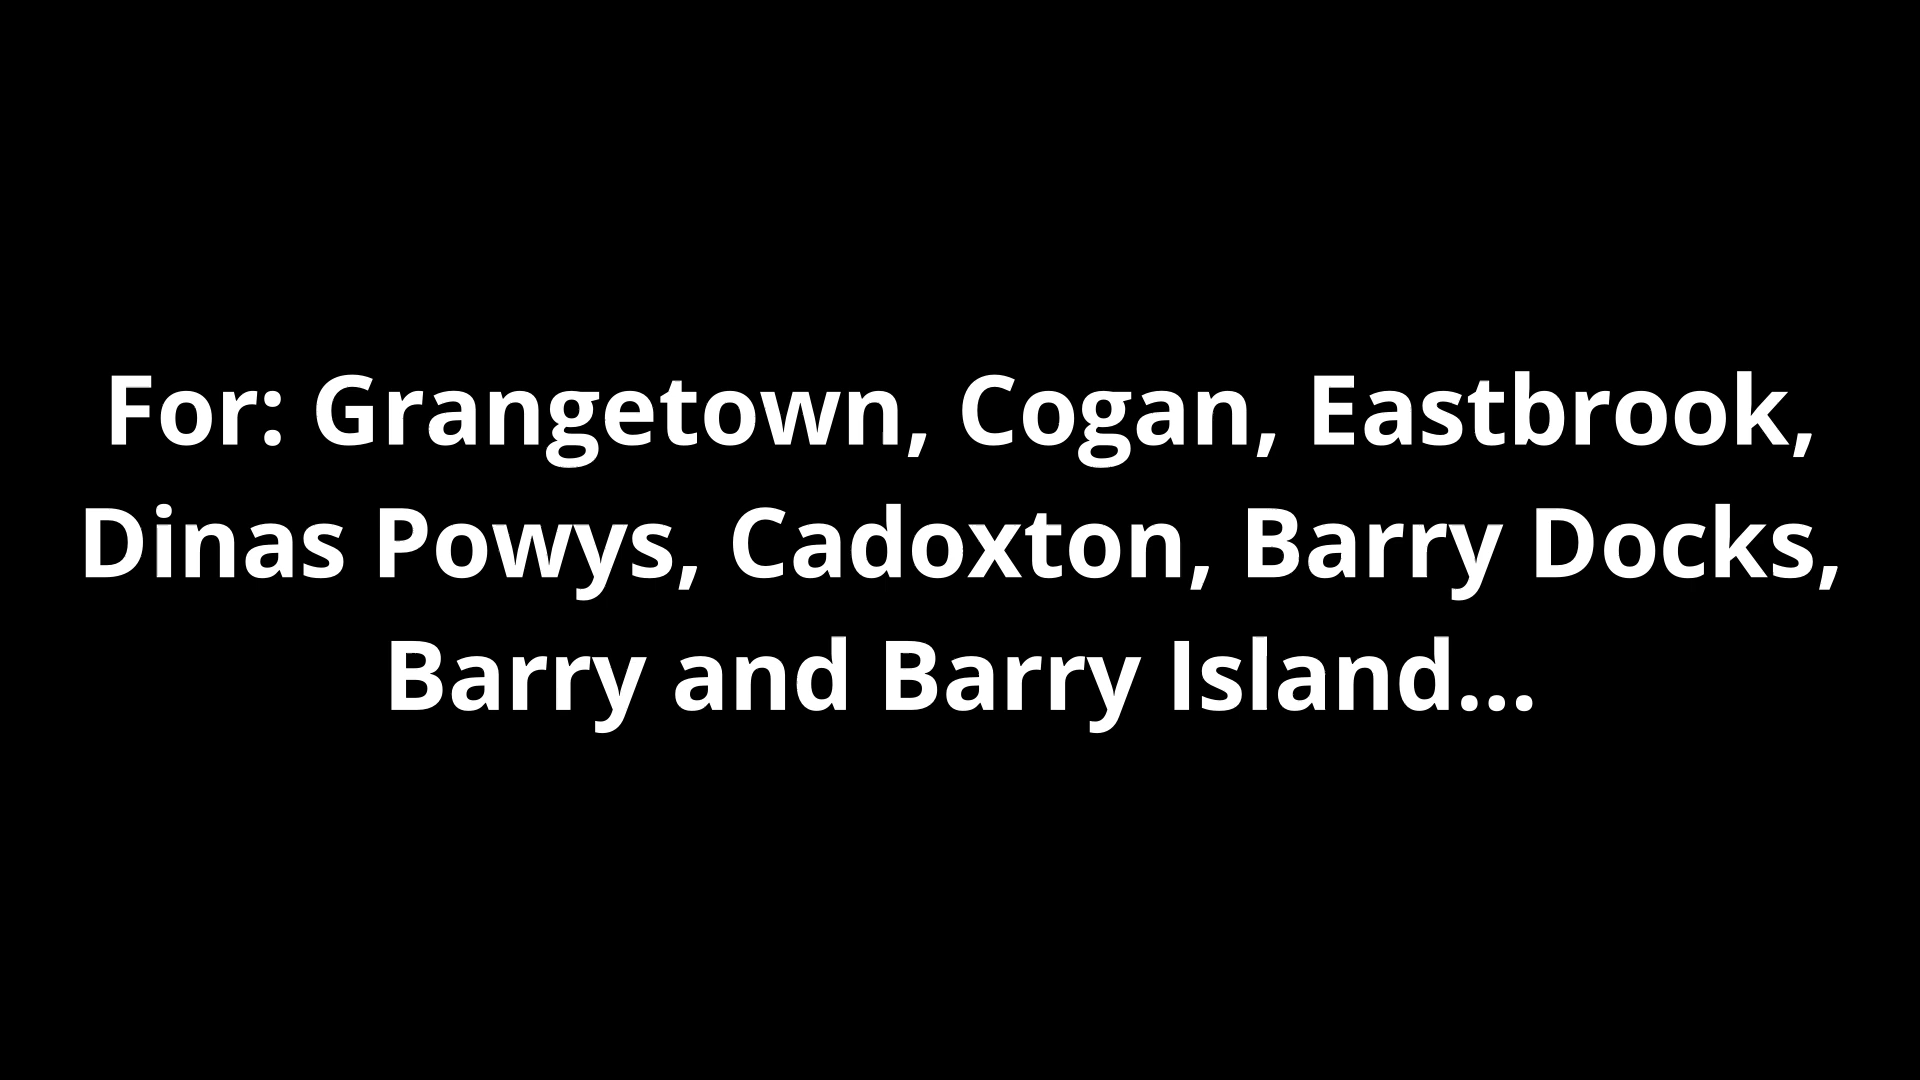 For: Grangetown, Cogan, Eastbrook,
Dinas Powys, Cadoxton, Barry Docks,
Barry and Barry Island...